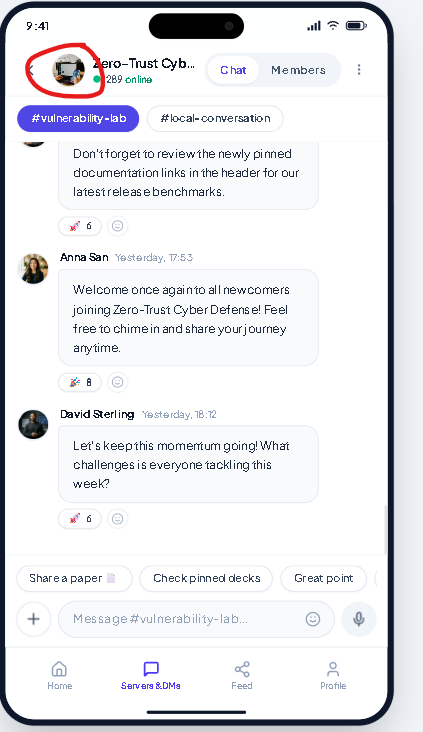 9:41
Zero-Trust Cyb...
Chat
Members
289 online
#vulnerability-lab
#local-conversation
Don't forget to review the newly pinned
documentation links in the header for our
latest release benchmarks.
6
Anna San Yesterday, 17:53
Welcome once again to all newcomers
joining Zero-Trust Cyber Defense! Feel
free to chime in and share your journey
anytime.
8
David Sterling Yesterday, 18:12
Let's keep this momentum going! What
challenges is everyone tackling this
week?
6
Share a paper
Check pinned decks
Great point
Message #vulnerability-lab...
Home
Servers&DMs
Feed
Profile